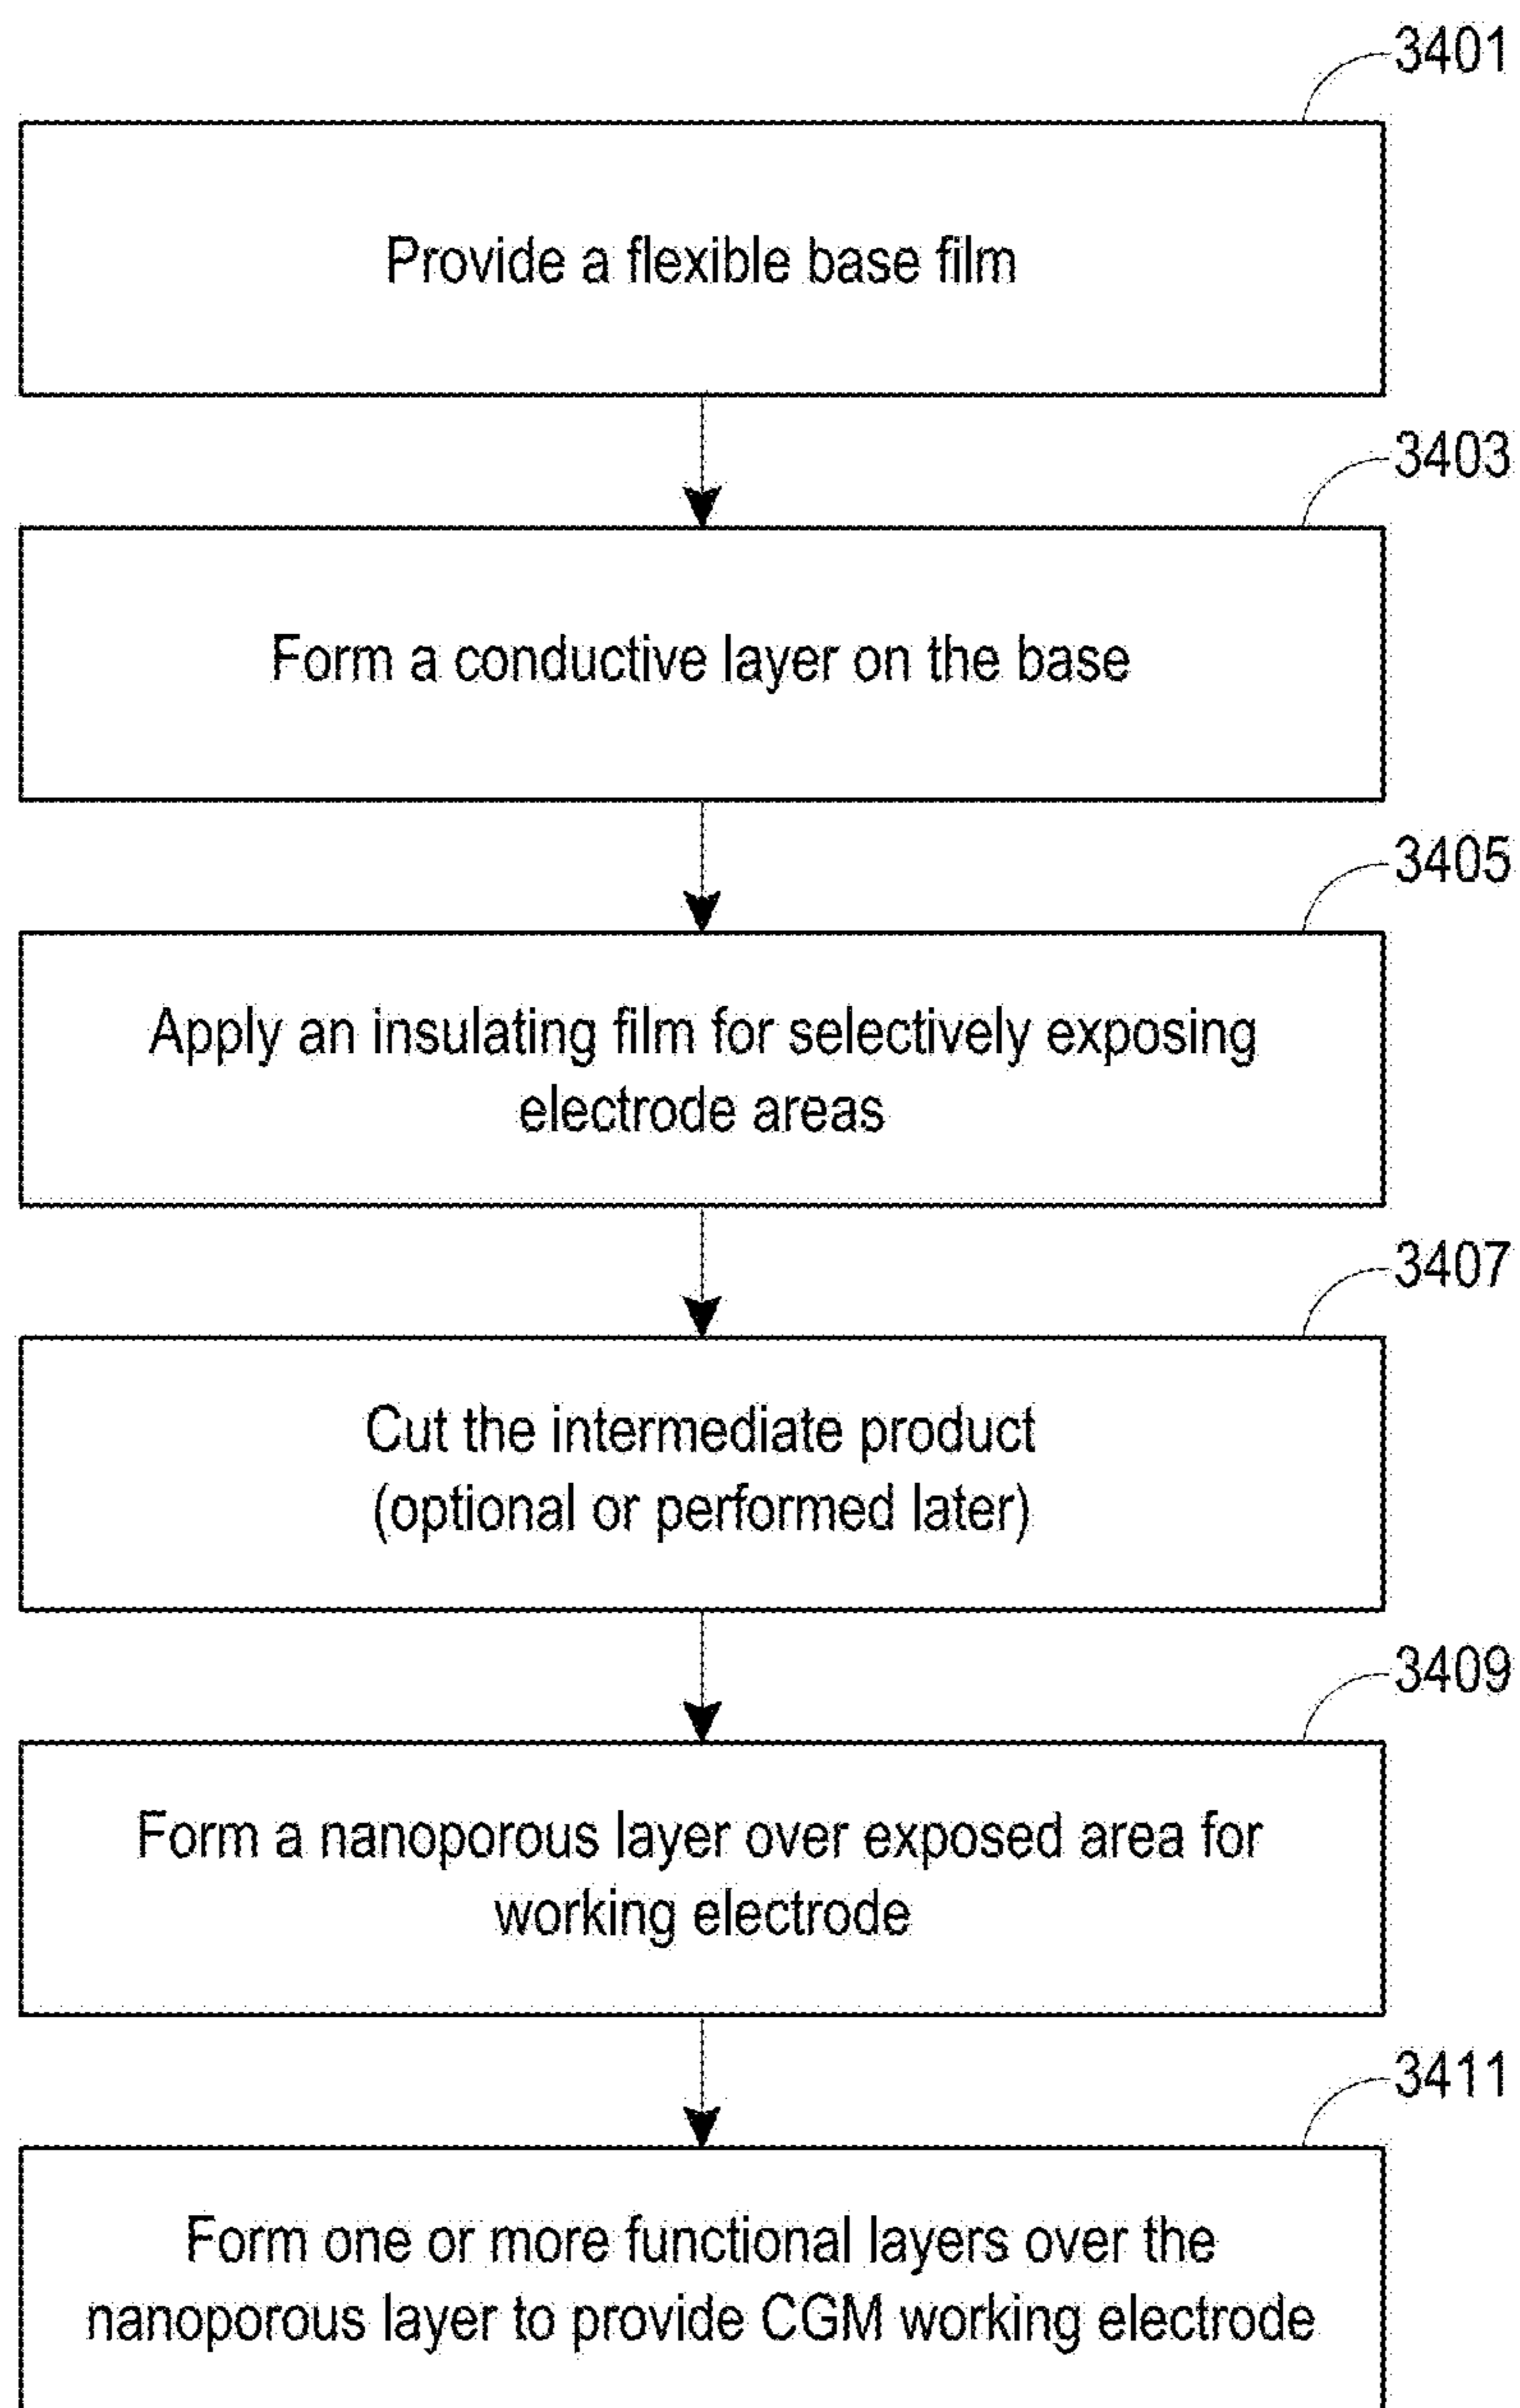 3401
Provide a flexible base film
3403
Form a conductive layer on the base
3405
Apply an insulating film for selectively exposing
electrode areas
3407
Cut the intermediate product
(optional or performed later)
3409
Form a nanoporous layer over exposed area for
working electrode
3411
Form one or more functional layers over the
nanoporous layer to provide CGM working electrode